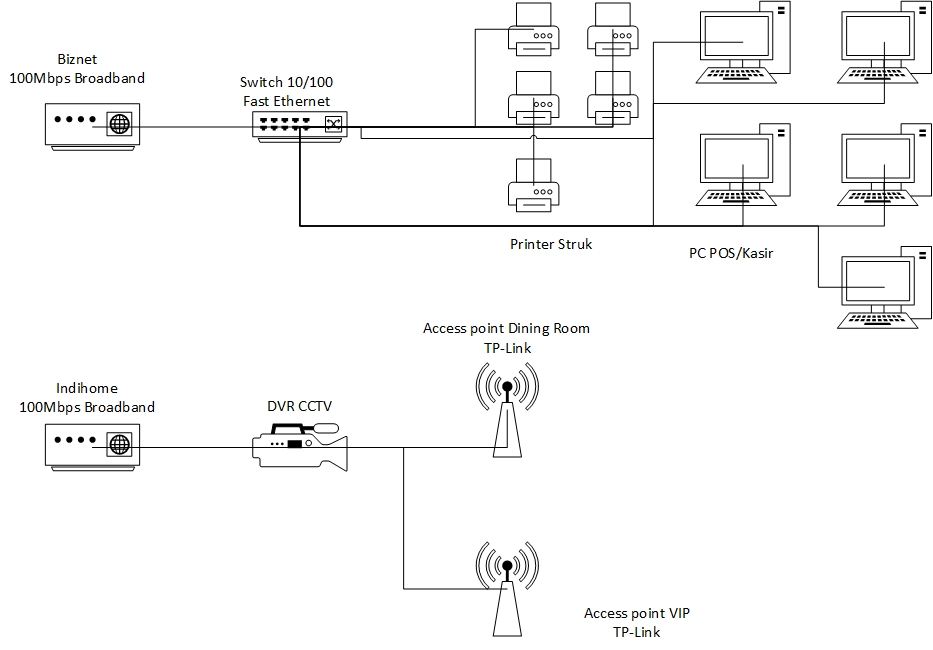 Biznet
100Mbps Broadband
Switch 10/100
Fast Ethernet
Printer Struk
PC POS/Kasir
Access point Dining Room
TP-Link
Indihome
100Mbps Broadband
DVR CCTV
Access point VIP
TP-Link